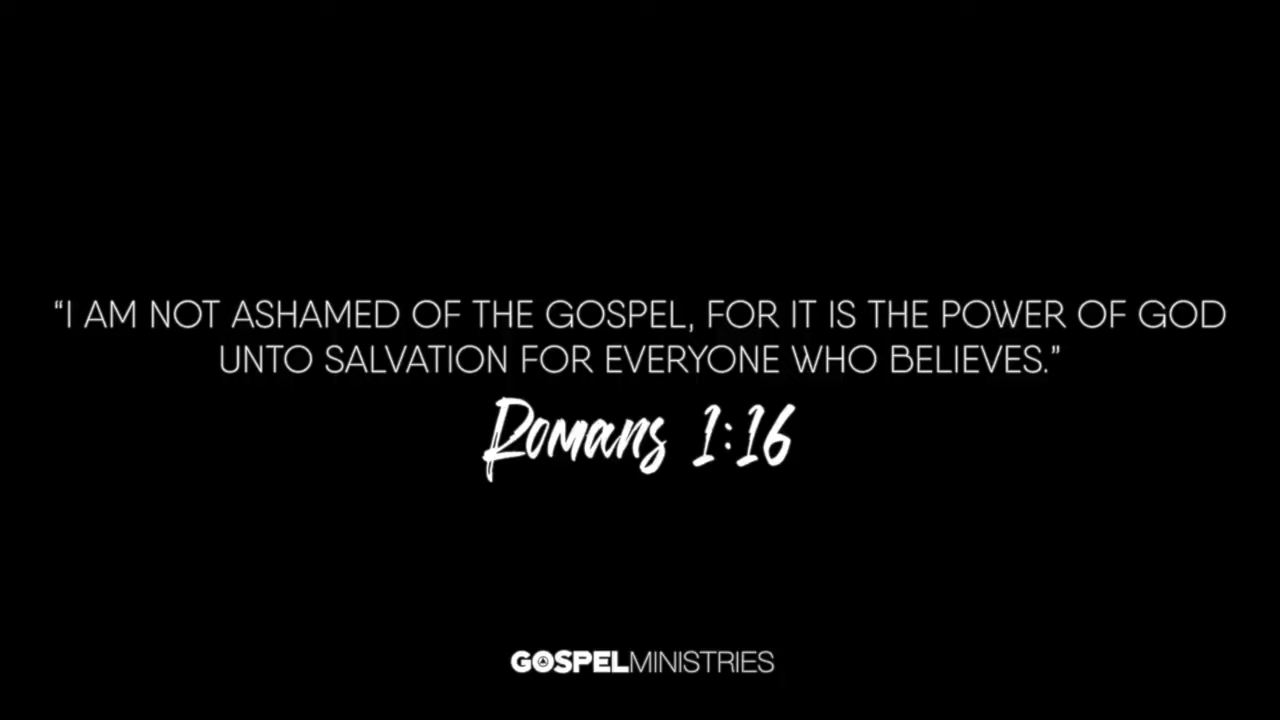 “I AM NOT ASHAMED OF THE GOSPEL, FOR IT IS THE POWER OF GOD
UNTO SALVATION FOR EVERYONE WHO BELIEVES.”
Romans 1:16
GOSPELMINISTRIES